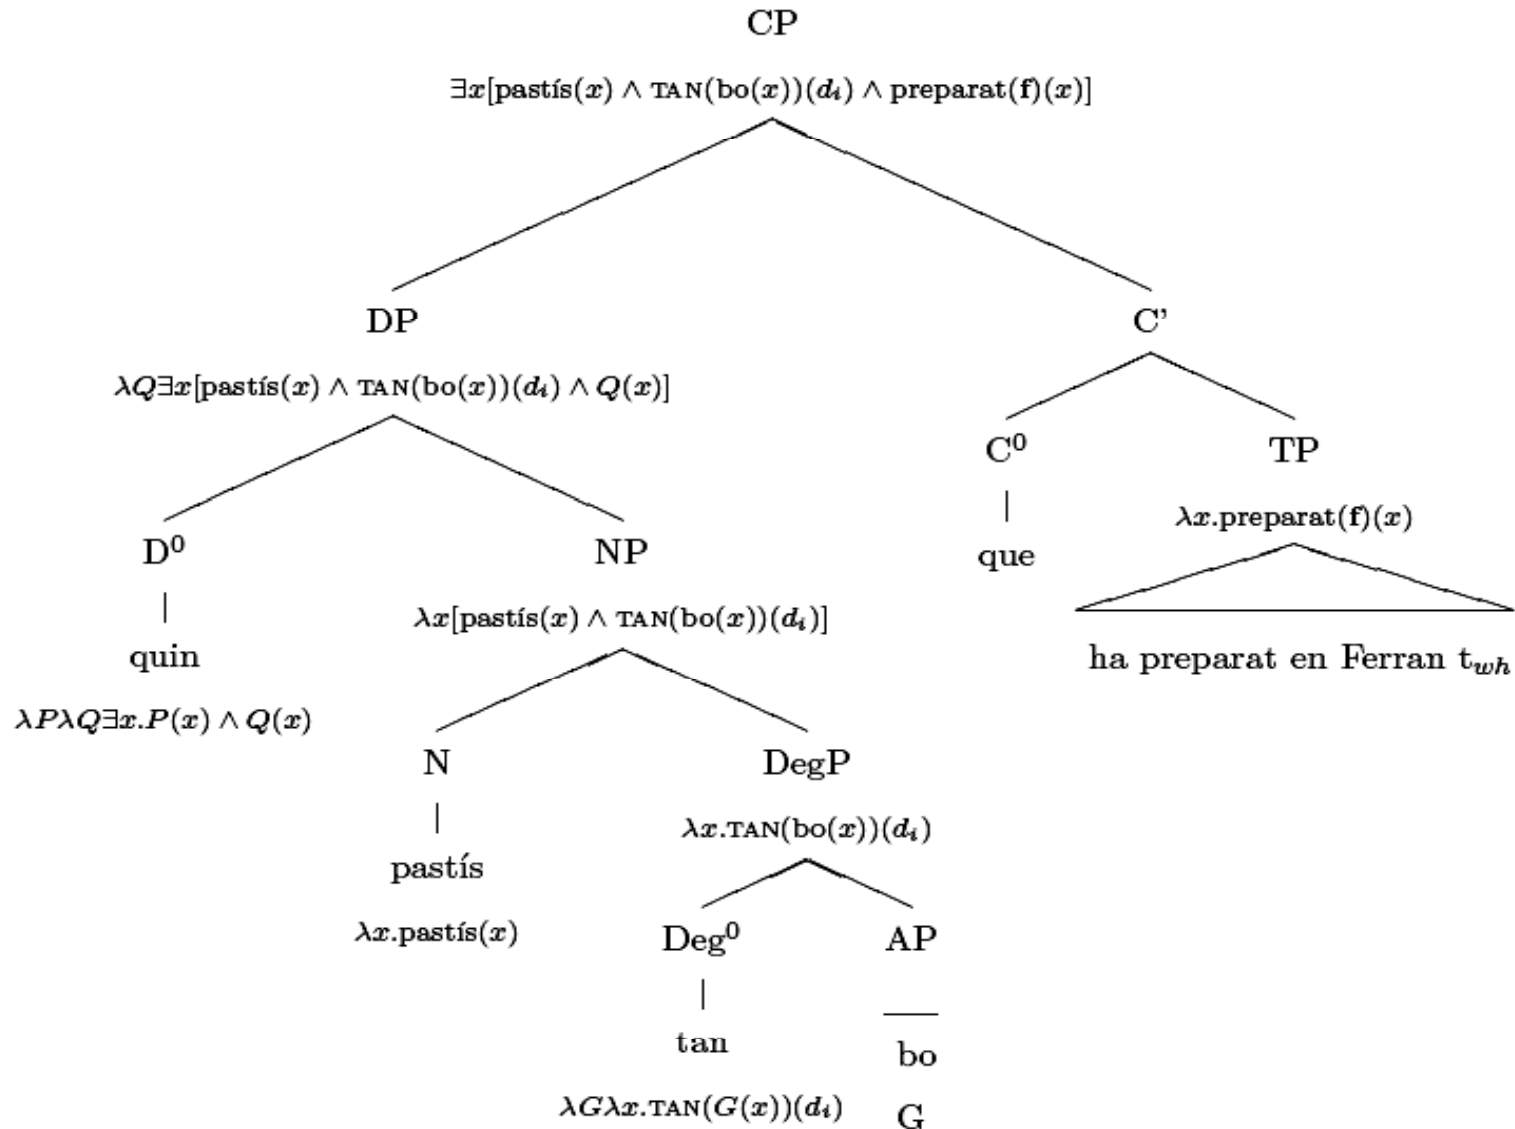 CP
∃x[pastís(x) ∧ TAN(bo(x))(dᵢ) ∧ preparat(f)(x)]
DP C’
λQ∃x[pastís(x) ∧ TAN(bo(x))(dᵢ) ∧ Q(x)]
C⁰ TP
λx.preparat(f)(x)
D⁰ NP
que
λx[pastís(x) ∧ TAN(bo(x))(dᵢ)]
quin
ha preparat en Ferran t_wh
λPλQ∃x.P(x) ∧ Q(x)
N DegP
λx.TAN(bo(x))(dᵢ)
pastís
λx.pastís(x)
Deg⁰ AP
tan
bo
λGλx.TAN(G(x))(dᵢ)
G